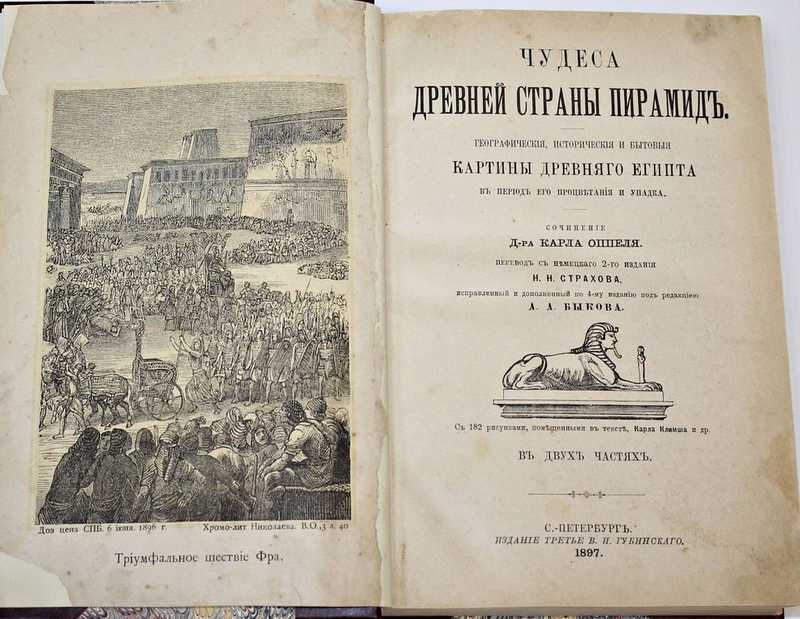 Доз ценз СПБ. 6 июня. 1896 г. Хромо-лит Николаева. В.О., 3 л. 40
Тріумфальное шествіе Фра.
ЧУДЕСА
ДРЕВНЕЙ СТРАНЫ ПИРАМИДЪ.
ГЕОГРАФИЧЕСКІЯ, ИСТОРИЧЕСКІЯ И БЫТОВЫЯ
КАРТИНЫ ДРЕВНЯГО ЕГИПТА
ВЪ ПЕРІОДЪ ЕГО ПРОЦВѢТАНІЯ И УПАДКА.
СОЧИНЕНІЕ
Д-РА КАРЛА ОППЕЛЯ.
ПЕРЕВОДЪ СЪ НѢМЕЦКАГО 2-ГО ИЗДАНІЯ
Н. Н. СТРАХОВА,
исправленный и дополненный по 4-му изданію подъ редакціею
А. А. БЫКОВА.
Съ 182 рисунками, помѣщенными въ текстѣ, Карла Климша и др.
ВЪ ДВУХЪ ЧАСТЯХЪ.
С.-ПЕТЕРБУРГЪ.
ИЗДАНІЕ ТРЕТЬЕ В. И. ГУБИНСКАГО.
1897.